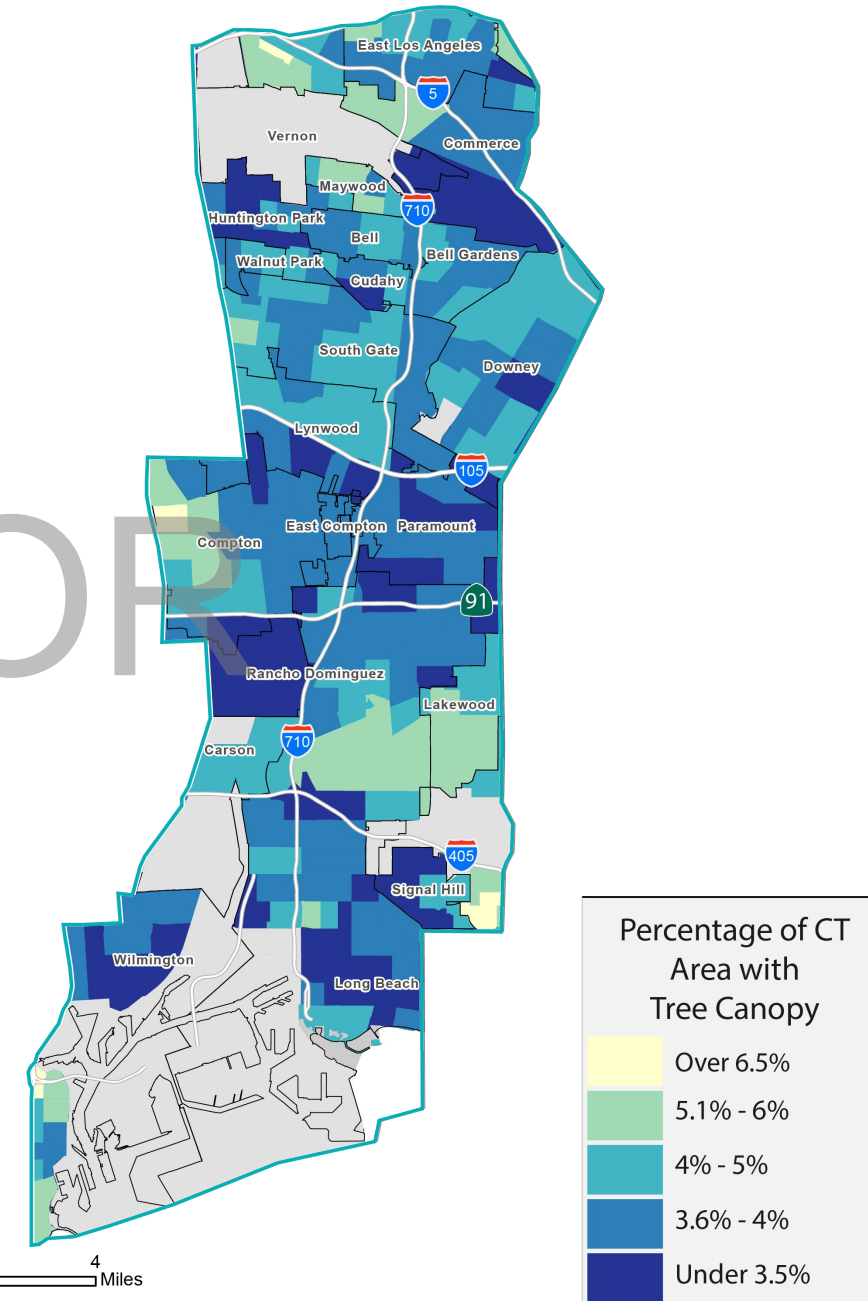 East Los Angeles
5
Vernon
Commerce
Maywood
710
Huntington Park
Bell
Bell Gardens
Walnut Park
Cudahy
South Gate
Downey
Lynwood
105
East Compton
Paramount
Compton
OR
91
Rancho Dominguez
Lakewood
710
Carson
405
Signal Hill
Wilmington
Long Beach
Percentage of CT
Area with
Tree Canopy
Over 6.5%
5.1% - 6%
4% - 5%
3.6% - 4%
Under 3.5%
4
Miles